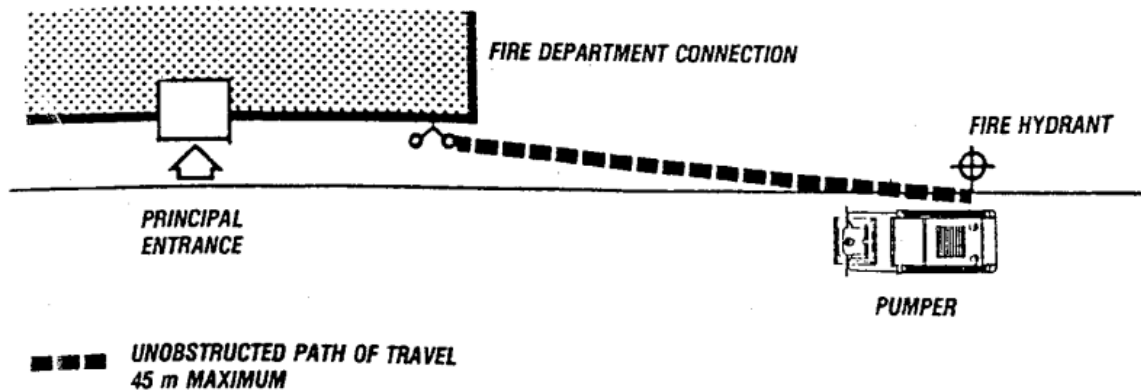 FIRE DEPARTMENT CONNECTION
FIRE HYDRANT
PRINCIPAL
ENTRANCE
PUMPER
UNOBSTRUCTED PATH OF TRAVEL
45 m MAXIMUM